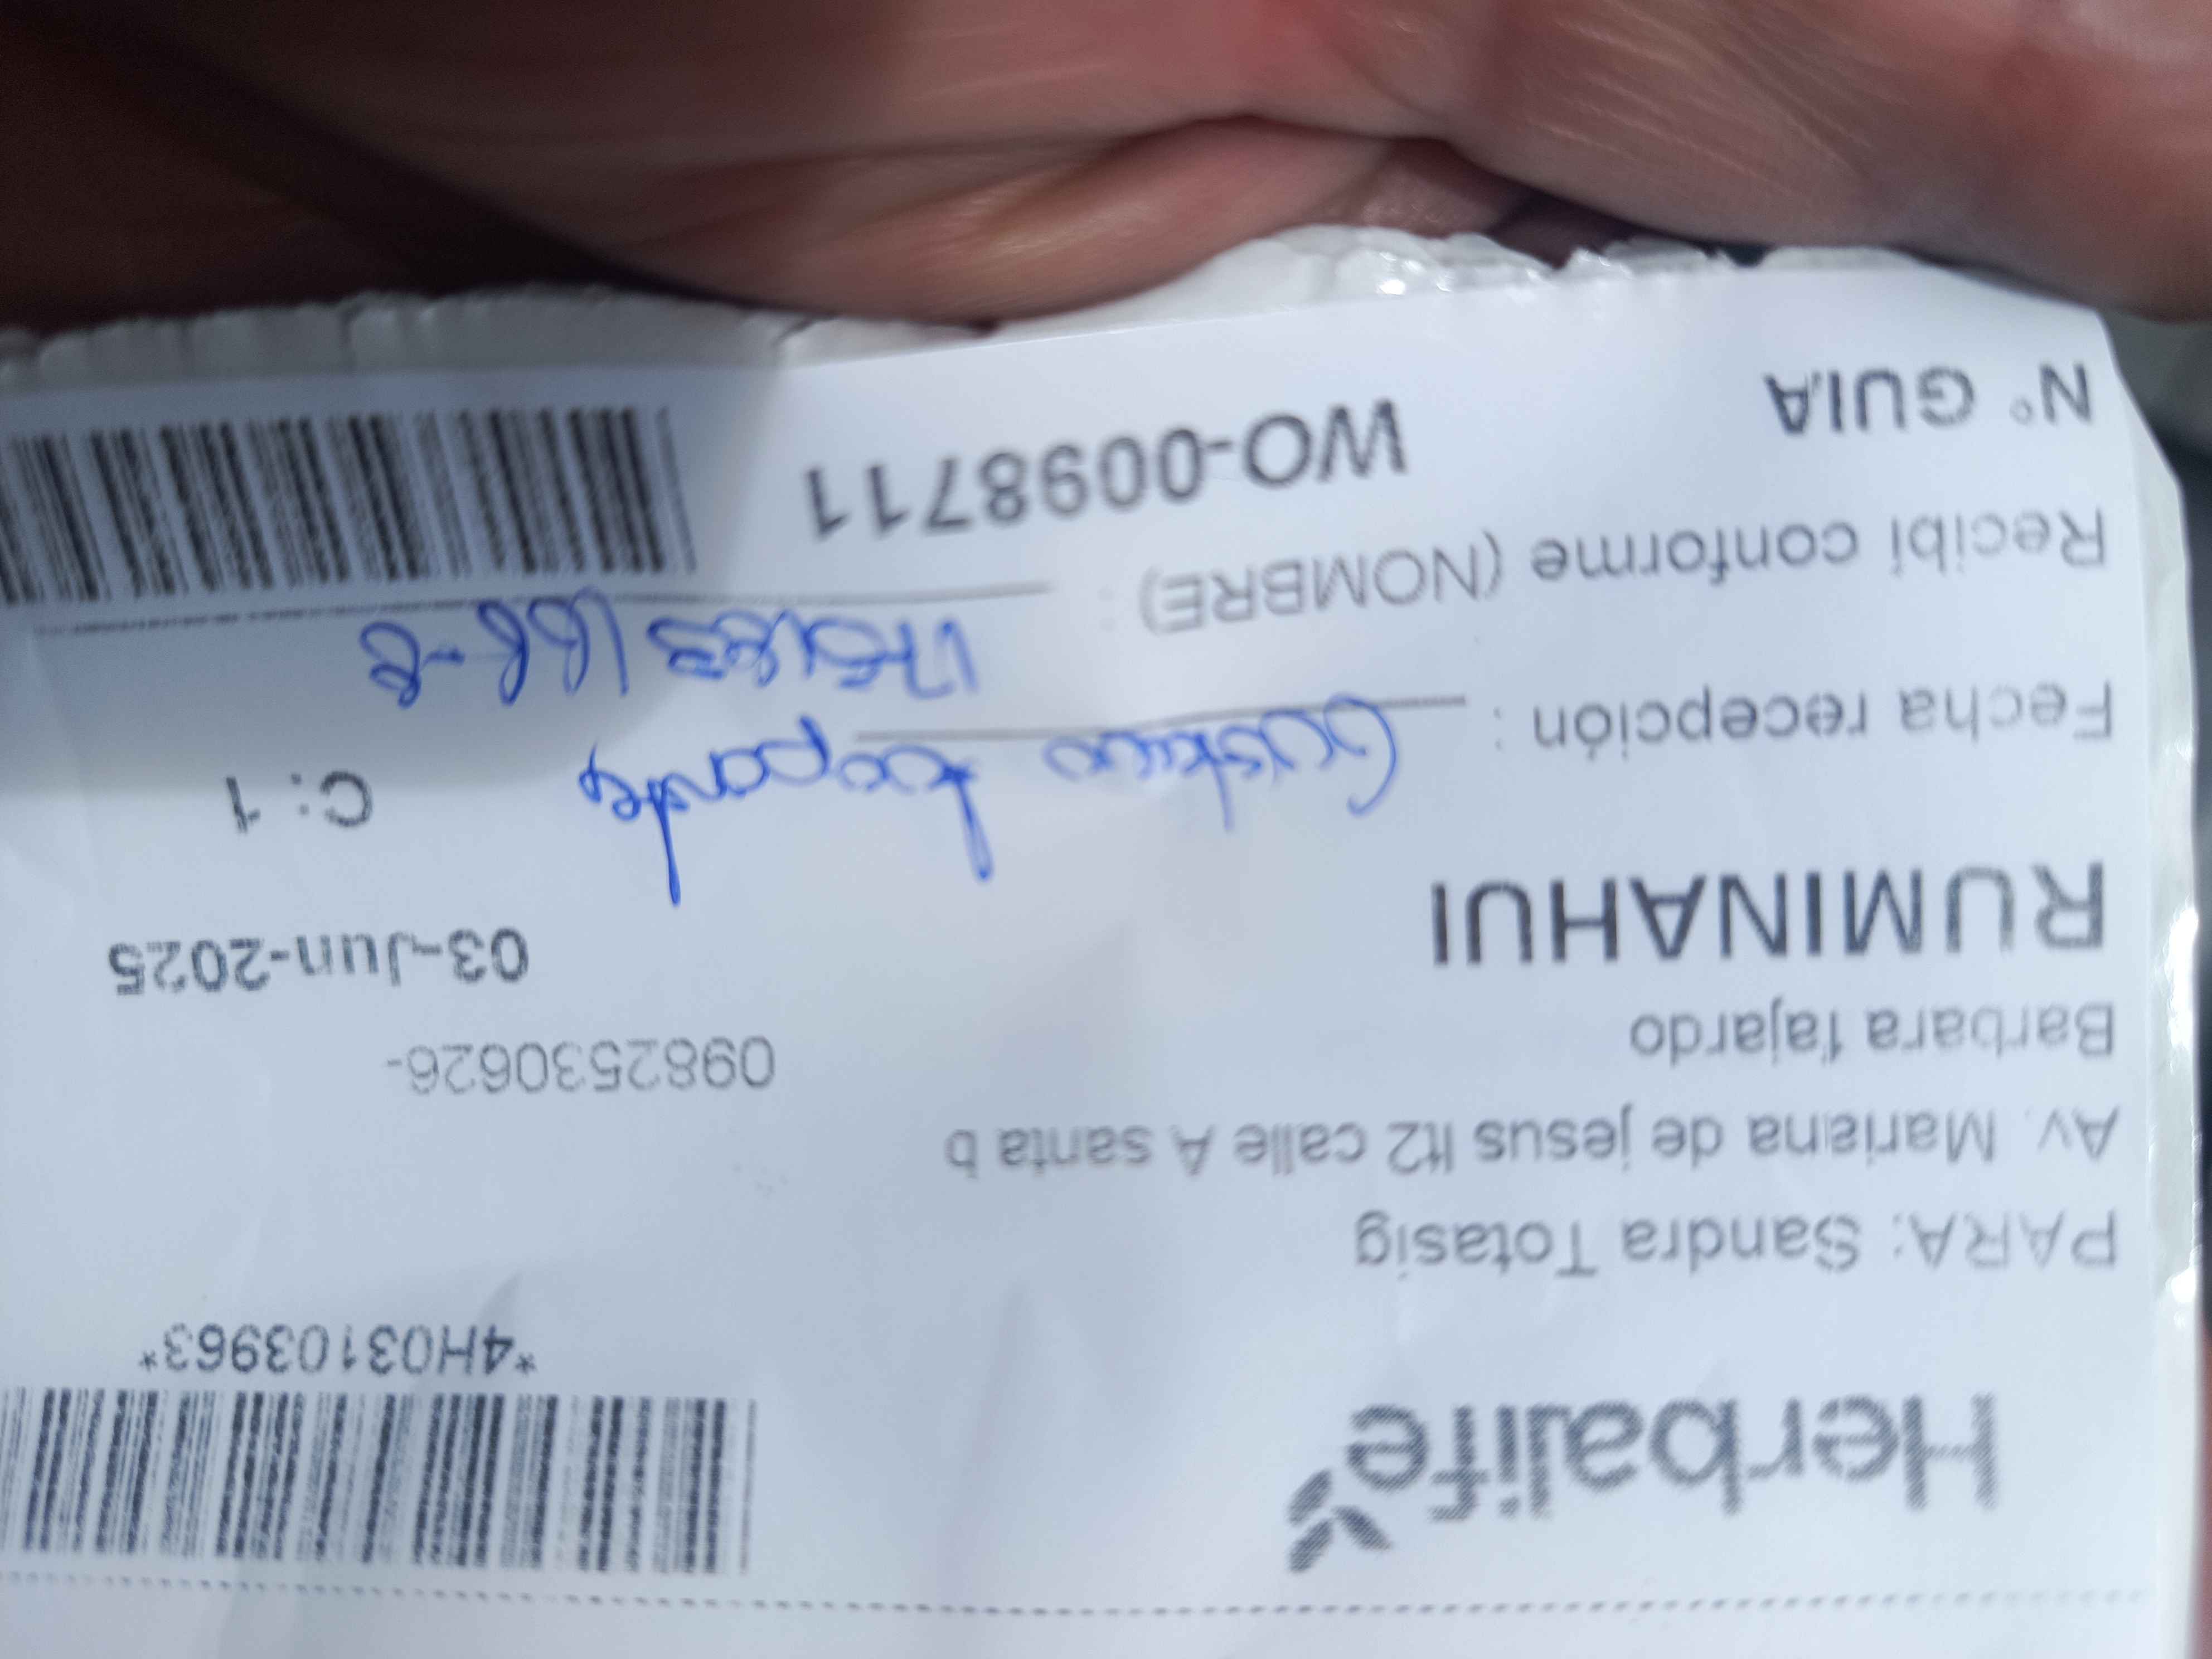 Herbalife
*4H03103963*
PARA: Sandra Totasig
Av. Mariana de jesus lt2 calle A santa b
Barbara fajardo 0982530626-
RUMINAHUI 03-Jun-2025
C: 1
Fecha recepción :
Recibí conforme (NOMBRE) :
N° GUIA WO-0098711